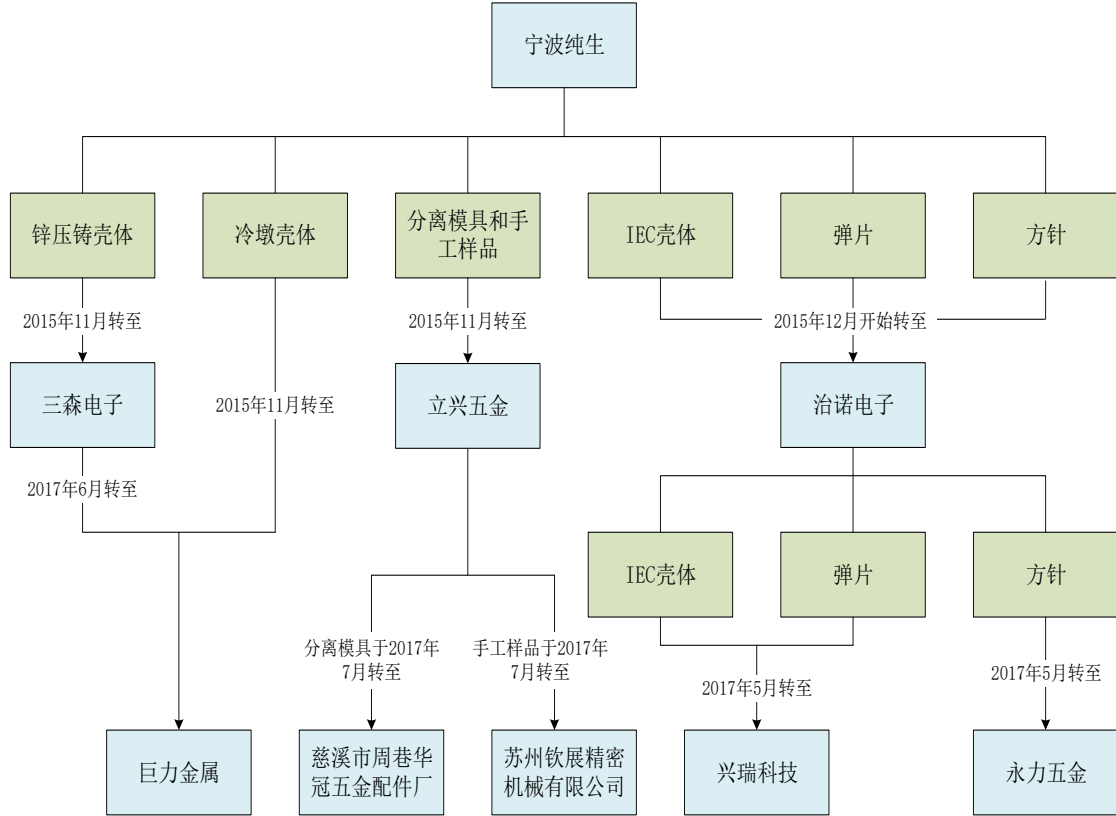 宁波纯生
锌压铸壳体
冷墩壳体
分离模具和手
工样品
IEC壳体
弹片
方针
2015年11月转至
2015年11月转至
2015年12月开始转至
三森电子
2015年11月转至
立兴五金
治诺电子
2017年6月转至
IEC壳体
弹片
方针
分离模具于2017年
7月转至
手工样品于2017年
7月转至
2017年5月转至
2017年5月转至
巨力金属
慈溪市周巷华
冠五金配件厂
苏州钦展精密
机械有限公司
兴瑞科技
永力五金